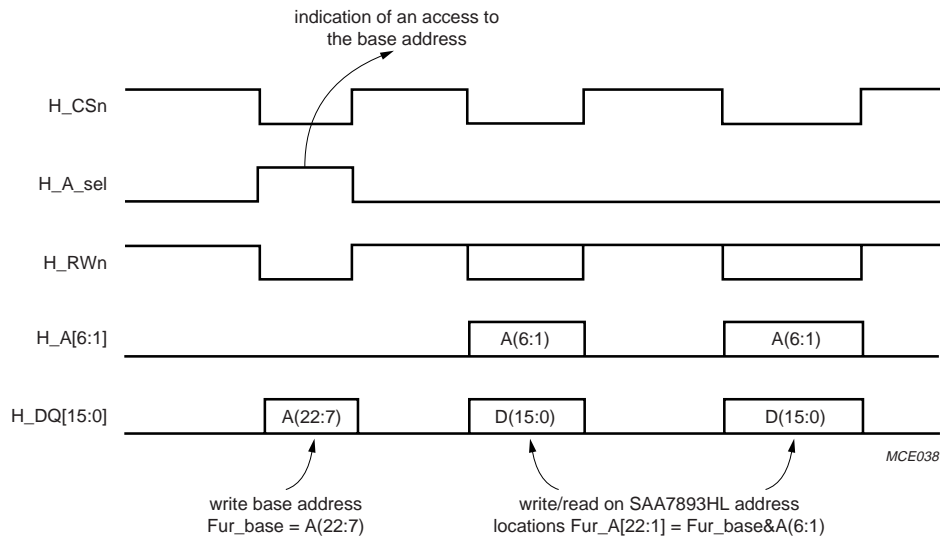 indication of an access to
the base address
H_CSn
H_A_sel
H_RWn
H_A[6:1]
A(6:1)
A(6:1)
H_DQ[15:0]
A(22:7)
D(15:0)
D(15:0)
MCE038
write base address
Fur_base = A(22:7)
write/read on SAA7893HL address
locations Fur_A[22:1] = Fur_base&A(6:1)